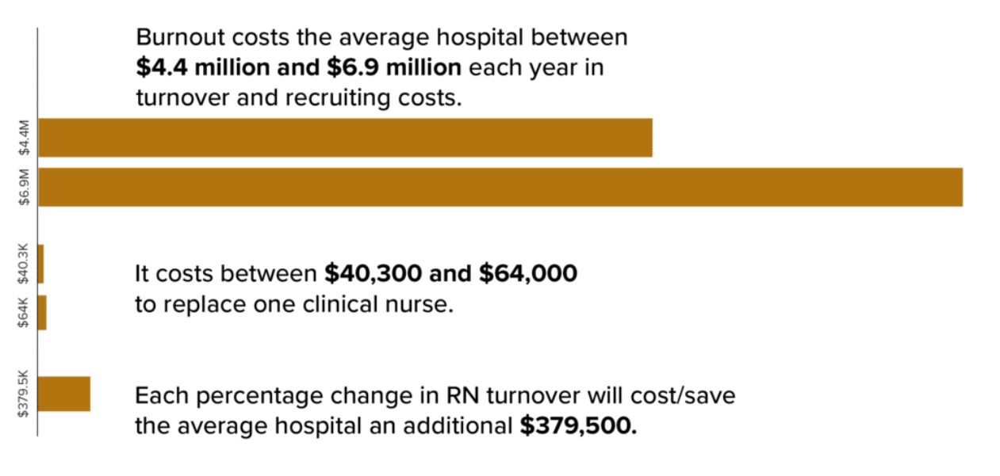 Burnout costs the average hospital between
$4.4 million and $6.9 million each year in
turnover and recruiting costs.
$4.4M
$6.9M
$40.3K
It costs between $40,300 and $64,000
to replace one clinical nurse.
$64K
$379.5K
Each percentage change in RN turnover will cost/save
the average hospital an additional $379,500.